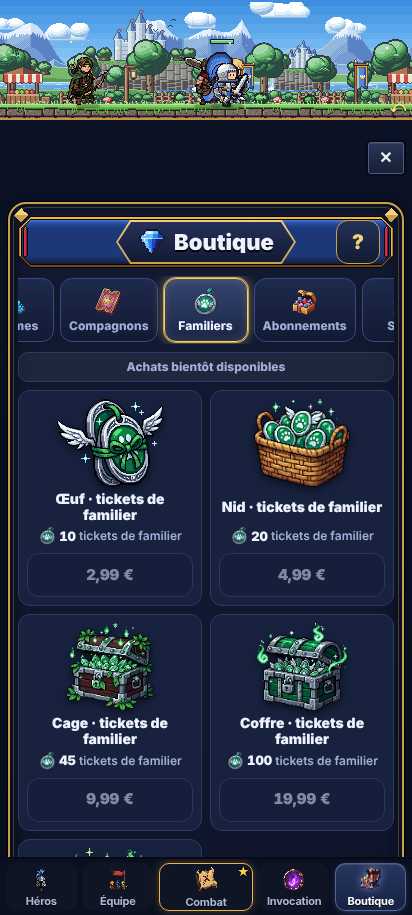 ×
Boutique
?
mes
Compagnons
Familiers
Abonnements
S
Achats bientôt disponibles
Œuf · tickets de
familier
10 tickets de familier
2,99 €
Nid · tickets de familier
20 tickets de familier
4,99 €
Cage · tickets de
familier
45 tickets de familier
9,99 €
Coffre · tickets de
familier
100 tickets de familier
19,99 €
Héros
Équipe
Combat
Invocation
Boutique